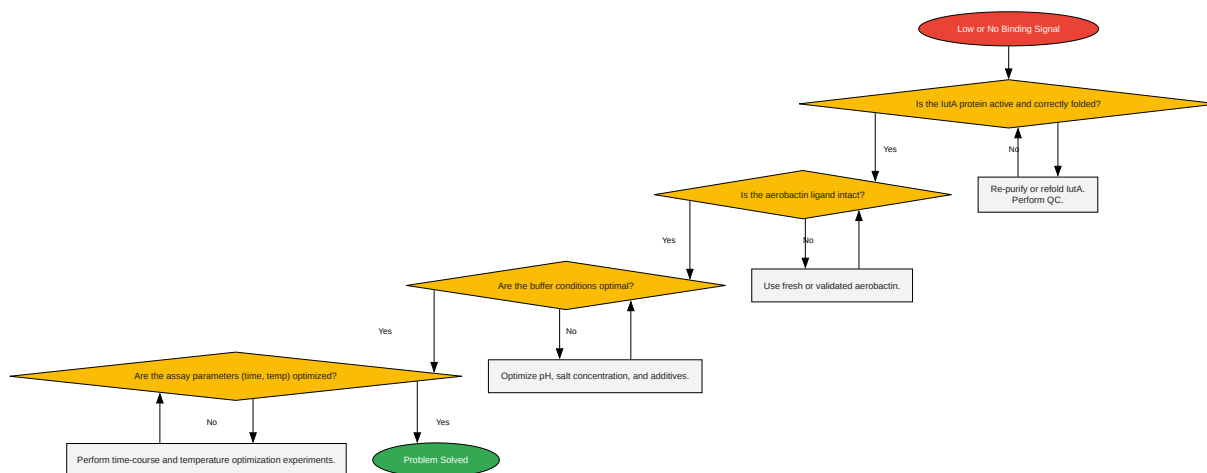 Low or No Binding Signal
Is the IutA protein active and correctly folded?
Yes
No
Re-purify or refold IutA.
Perform QC.
Is the aerobactin ligand intact?
Yes
No
Use fresh or validated aerobactin.
Are the buffer conditions optimal?
Yes
No
Optimize pH, salt concentration, and additives.
Are the assay parameters (time, temp) optimized?
No
Yes
Perform time-course and temperature optimization experiments.
Problem Solved